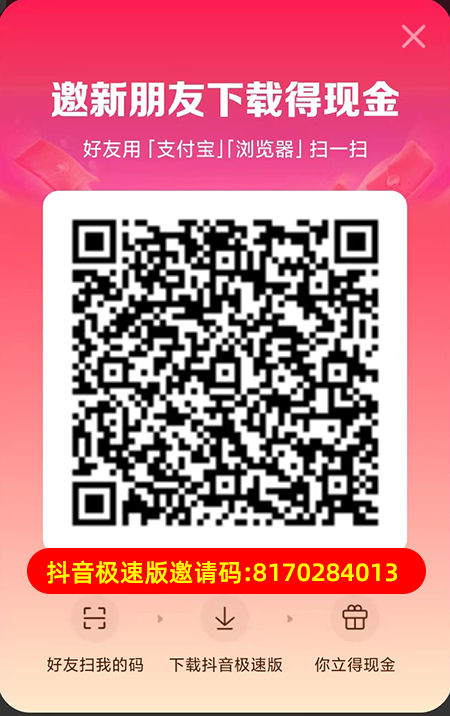 邀新朋友下载得现金
好友用「支付宝」「浏览器」扫一扫
抖音极速版邀请码:8170284013
好友扫我的码
下载抖音极速版
你立得现金